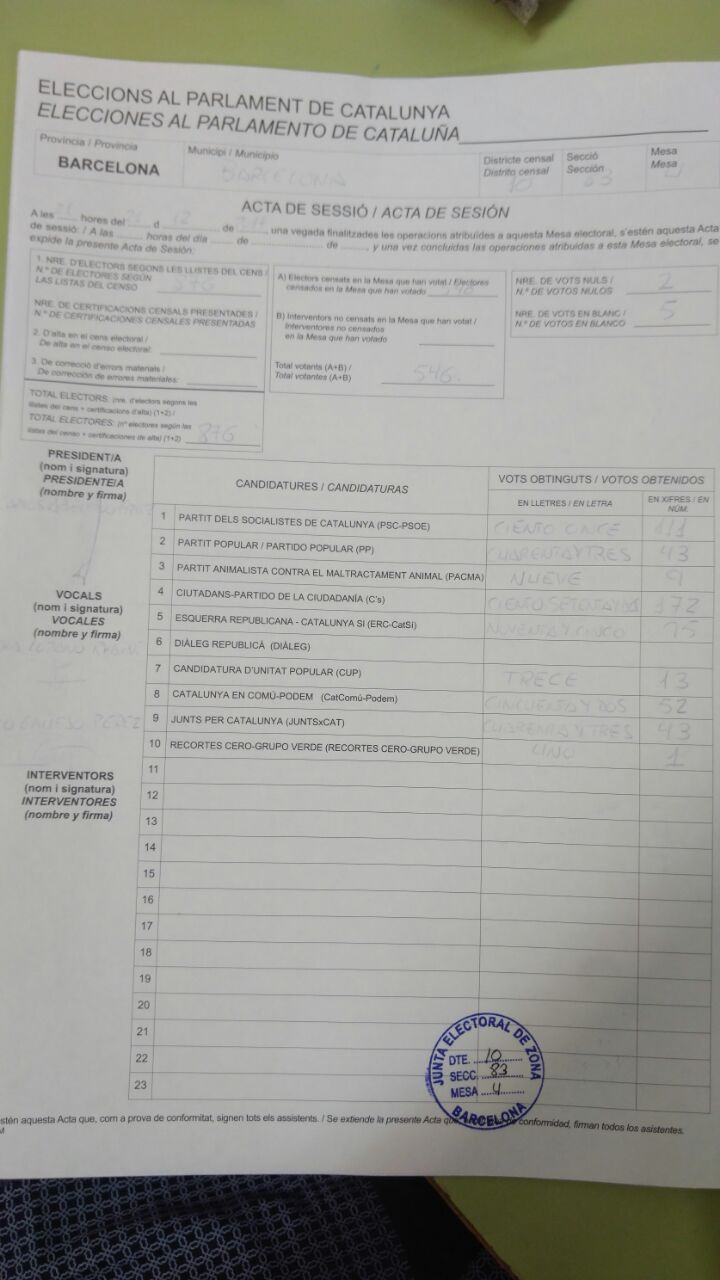 ELECCIONS AL PARLAMENT DE CATALUNYA
ELECCIONES AL PARLAMENTO DE CATALUÑA
Província / Provincia
BARCELONA
Municipi / Municipio
BARCELONA
Districte censal
Distrito censal
10
Secció
Sección
83
Mesa
Mesa
ACTA DE SESSIÓ / ACTA DE SESIÓN
A les hores del d 12 de , una vegada finalitzades les operacions atribuïdes a aquesta Mesa electoral, s'estén aquesta Acta
de sessió: / A las horas del día de de , y una vez concluidas las operaciones atribuidas a esta Mesa electoral, se
expide la presente Acta de Sesión:
1. NRE. D'ELECTORS SEGONS LES LLISTES DEL CENS /
N.º DE ELECTORES SEGÚN
LAS LISTAS DEL CENSO 876
NRE. DE CERTIFICACIONS CENSALS PRESENTADES /
N.º DE CERTIFICACIONES CENSALES PRESENTADAS
2. D'alta en el cens electoral /
De alta en el censo electoral:
3. De correcció d'errors materials /
De corrección de errores materiales:
TOTAL ELECTORS: (nre. d'electors segons les
llistes del cens + certificacions d'alta) (1+2) /
TOTAL ELECTORES: (nº electores según las
listas del censo + certificaciones de alta) (1+2) 876
A) Electors censats en la Mesa que han votat / Electores
censados en la Mesa que han votado 546
B) Interventors no censats en la Mesa que han votat /
Interventores no censados
en la Mesa que han votado
Total votants (A+B) /
Total votantes (A+B) 546
NRE. DE VOTS NULS /
N.º DE VOTOS NULOS 2
NRE. DE VOTS EN BLANC /
N.º DE VOTOS EN BLANCO 5
PRESIDENT/A
(nom i signatura)
PRESIDENTE/A
(nombre y firma)
VOCALS
(nom i signatura)
VOCALES
(nombre y firma)
PEREZ
INTERVENTORS
(nom i signatura)
INTERVENTORES
(nombre y firma)
CANDIDATURES / CANDIDATURAS
VOTS OBTINGUTS / VOTOS OBTENIDOS
EN LLETRES / EN LETRA
EN XIFRES / EN NÚM.
1 PARTIT DELS SOCIALISTES DE CATALUNYA (PSC-PSOE) CIENTO ONCE 111
2 PARTIT POPULAR / PARTIDO POPULAR (PP) CUARENTA Y TRES 43
3 PARTIT ANIMALISTA CONTRA EL MALTRACTAMENT ANIMAL (PACMA) NUEVE 9
4 CIUTADANS-PARTIDO DE LA CIUDADANÍA (C's) CIENTO SETENTA Y DOS 172
5 ESQUERRA REPUBLICANA - CATALUNYA SI (ERC-CatSí) NOVENTA Y CINCO 95
6 DIÀLEG REPUBLICÀ (DIÀLEG)
7 CANDIDATURA D'UNITAT POPULAR (CUP) TRECE 13
8 CATALUNYA EN COMÚ-PODEM (CatComú-Podem) CINCUENTA Y DOS 52
9 JUNTS PER CATALUNYA (JUNTSxCAT) CUARENTA Y TRES 43
10 RECORTES CERO-GRUPO VERDE (RECORTES CERO-GRUPO VERDE) UNO 1
11
12
13
14
15
16
17
18
19
20
21
22
23
JUNTA ELECTORAL DE ZONA
DTE. 10
SECC. 83
MESA 4
BARCELONA
estén aquesta Acta que, com a prova de conformitat, signen tots els assistents. / Se extiende la presente Acta que conformidad, firman todos los asistentes.